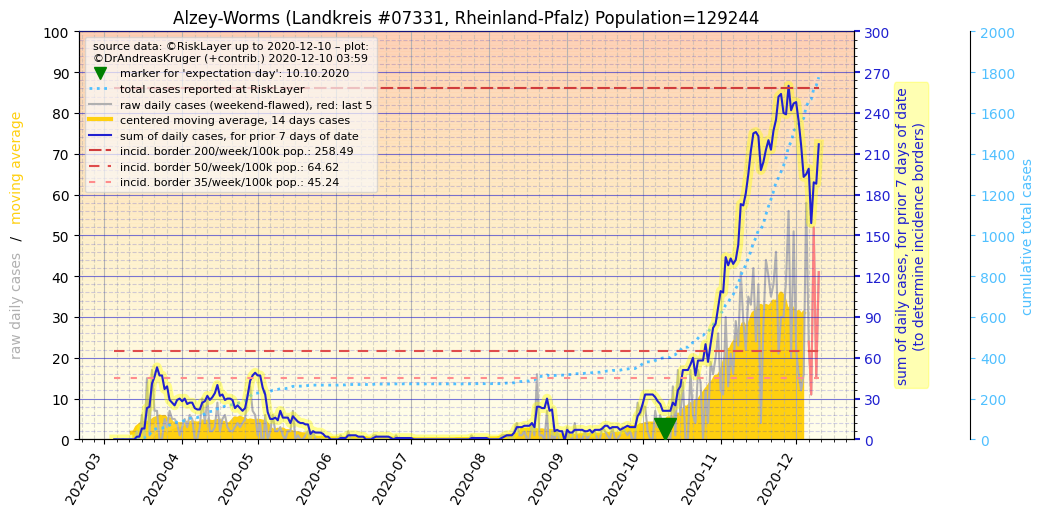 Alzey-Worms (Landkreis #07331, Rheinland-Pfalz) Population=129244
source data: ©RiskLayer up to 2020-12-10 – plot:
©DrAndreasKruger (+contrib.) 2020-12-10 03:59
marker for 'expectation day': 10.10.2020
total cases reported at RiskLayer
raw daily cases (weekend-flawed), red: last 5
centered moving average, 14 days cases
sum of daily cases, for prior 7 days of date
incid. border 200/week/100k pop.: 258.49
incid. border 50/week/100k pop.: 64.62
incid. border 35/week/100k pop.: 45.24
raw daily cases / moving average
100
90
80
70
60
50
40
30
20
10
0
2020-03
2020-04
2020-05
2020-06
2020-07
2020-08
2020-09
2020-10
2020-11
2020-12
300
270
240
210
180
150
120
90
60
30
0
sum of daily cases, for prior 7 days of date
(to determine incidence borders)
2000
1800
1600
1400
1200
1000
800
600
400
200
0
cumulative total cases